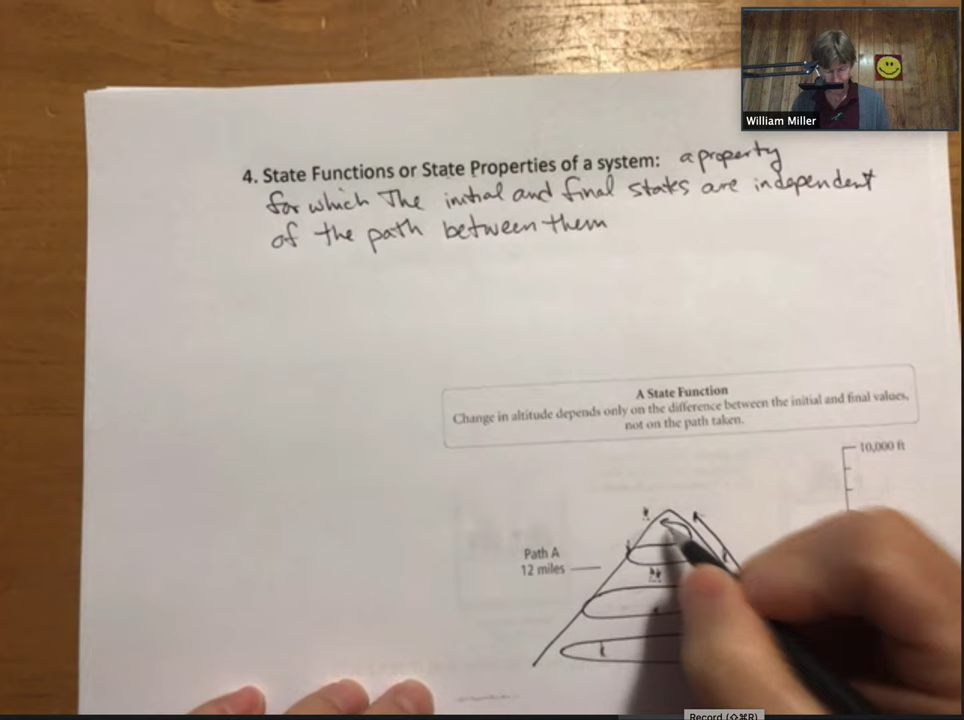 William Miller
4. State Functions or State Properties of a system: a property
for which The initial and final states are independent
of the path between them
A State Function
Change in altitude depends only on the difference between the initial and final values,
not on the path taken.
10,000 ft
Path A
12 miles
Record (⇧⌘R)